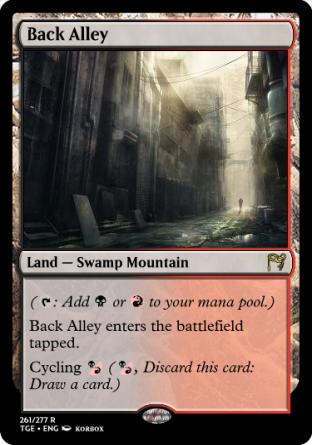 Back Alley
Land — Swamp Mountain
( : Add or to your mana pool.)
Back Alley enters the battlefield
tapped.
Cycling ( , Discard this card:
Draw a card.)
261/277 R
TGE • ENG KORBOX